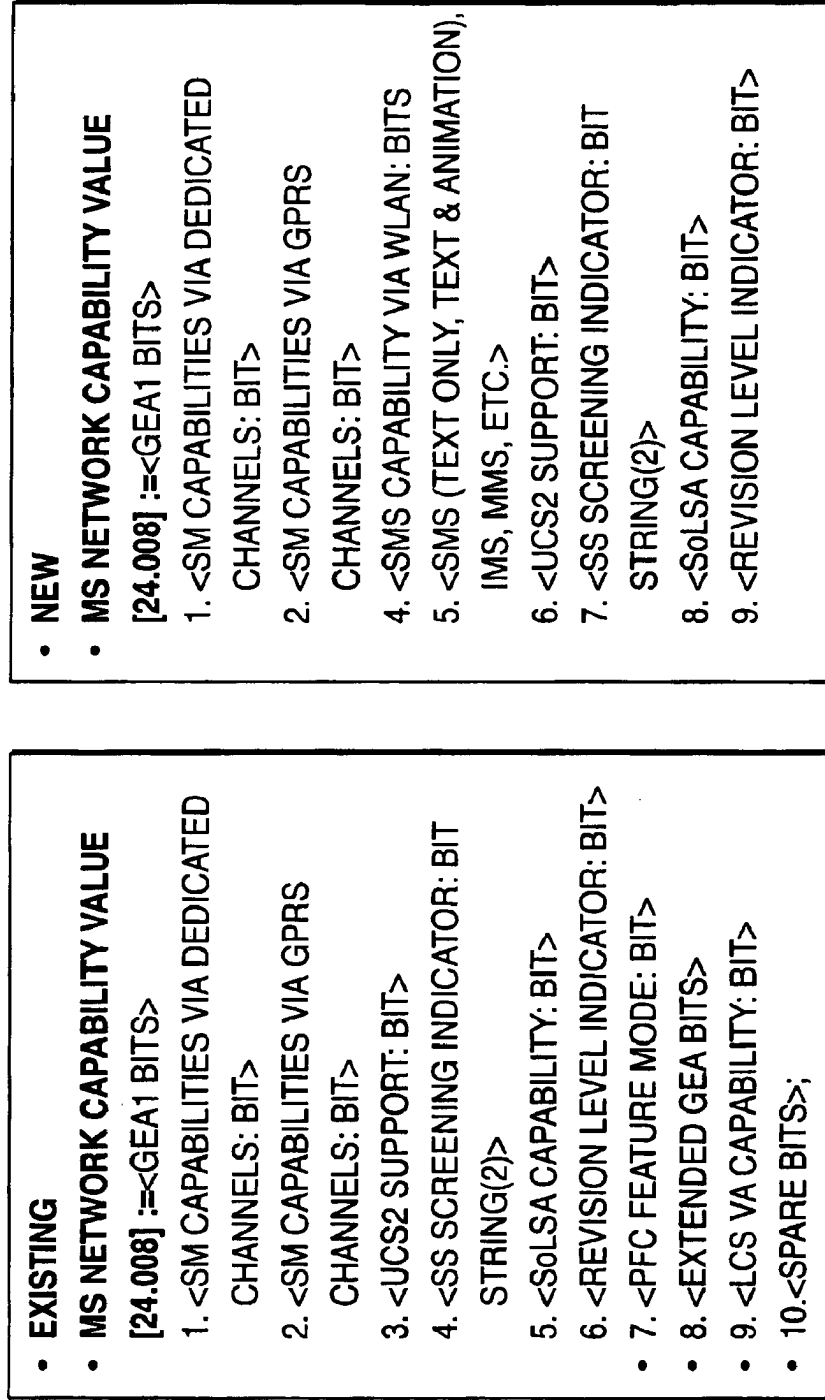 • EXISTING
• MS NETWORK CAPABILITY VALUE
[24.008] :=<GEA1 BITS>
1. <SM CAPABILITIES VIA DEDICATED
CHANNELS: BIT>
2. <SM CAPABILITIES VIA GPRS
CHANNELS: BIT>
3. <UCS2 SUPPORT: BIT>
4. <SS SCREENING INDICATOR: BIT
STRING(2)>
5. <SoLSA CAPABILITY: BIT>
6. <REVISION LEVEL INDICATOR: BIT>
• 7. <PFC FEATURE MODE: BIT>
• 8. <EXTENDED GEA BITS>
• 9. <LCS VA CAPABILITY: BIT>
• 10.<SPARE BITS>;
• NEW
• MS NETWORK CAPABILITY VALUE
[24.008] :=<GEA1 BITS>
1. <SM CAPABILITIES VIA DEDICATED
CHANNELS: BIT>
2. <SM CAPABILITIES VIA GPRS
CHANNELS: BIT>
4. <SMS CAPABILITY VIA WLAN: BITS
5. <SMS (TEXT ONLY, TEXT & ANIMATION),
IMS, MMS, ETC.>
6. <UCS2 SUPPORT: BIT>
7. <SS SCREENING INDICATOR: BIT
STRING(2)>
8. <SoLSA CAPABILITY: BIT>
9. <REVISION LEVEL INDICATOR: BIT>